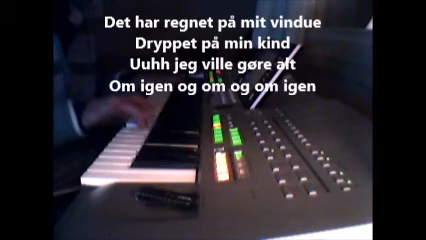 Det har regnet på mit vindue
Dryppet på min kind
Uuhh jeg ville gøre alt
Om igen og om og om igen